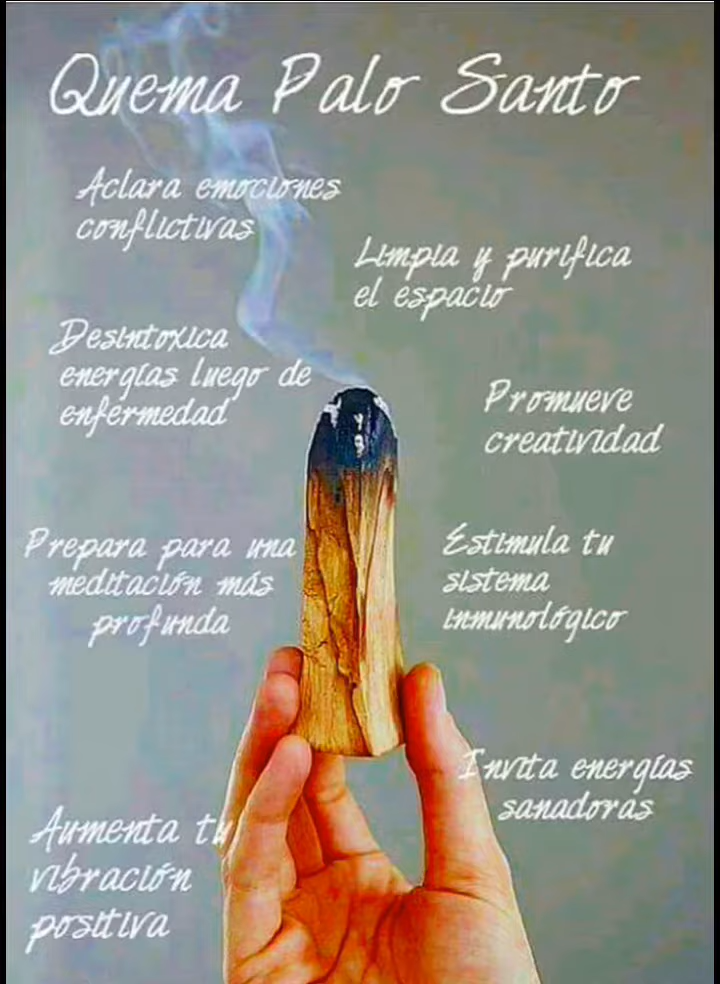 Quema Palo Santo
Aclara emociones
conflictivas
Limpia y purifica
el espacio
Desintoxica
energías luego de
enfermedad
Promueve
creatividad
Prepara para una
meditación más
profunda
Estimula tu
sistema
inmunológico
Invita energías
sanadoras
Aumenta tu
vibración
positiva